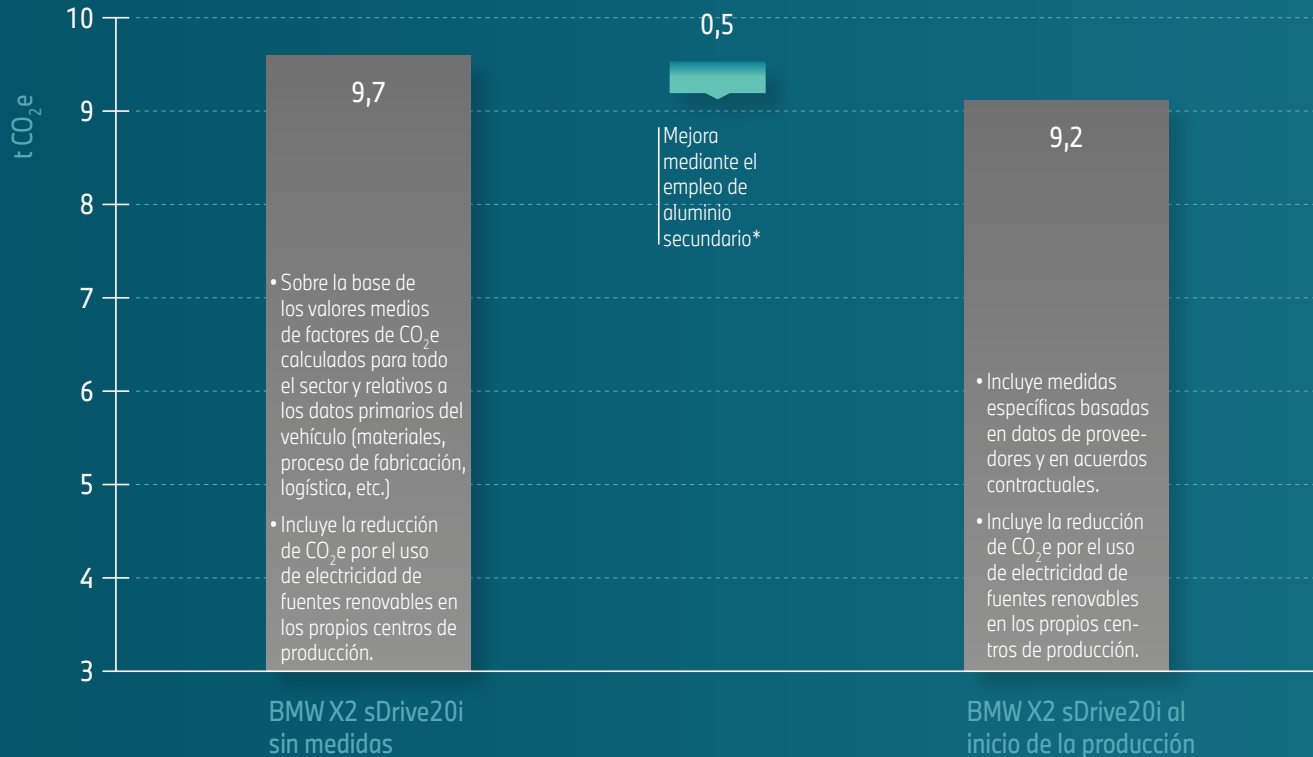 t CO₂e
10
9
8
7
6
5
4
3
9,7
• Sobre la base de
los valores medios
de factores de CO₂e
calculados para todo
el sector y relativos a
los datos primarios del
vehículo (materiales,
proceso de fabricación,
logística, etc.)
• Incluye la reducción
de CO₂e por el uso
de electricidad de
fuentes renovables en
los propios centros de
producción.
BMW X2 sDrive20i
sin medidas
0,5
Mejora
mediante el
empleo de
aluminio
secundario*
9,2
• Incluye medidas
específicas basadas
en datos de provee-
dores y en acuerdos
contractuales.
• Incluye la reducción
de CO₂e por el uso
de electricidad de
fuentes renovables
en los propios cen-
tros de producción.
BMW X2 sDrive20i al
inicio de la producción